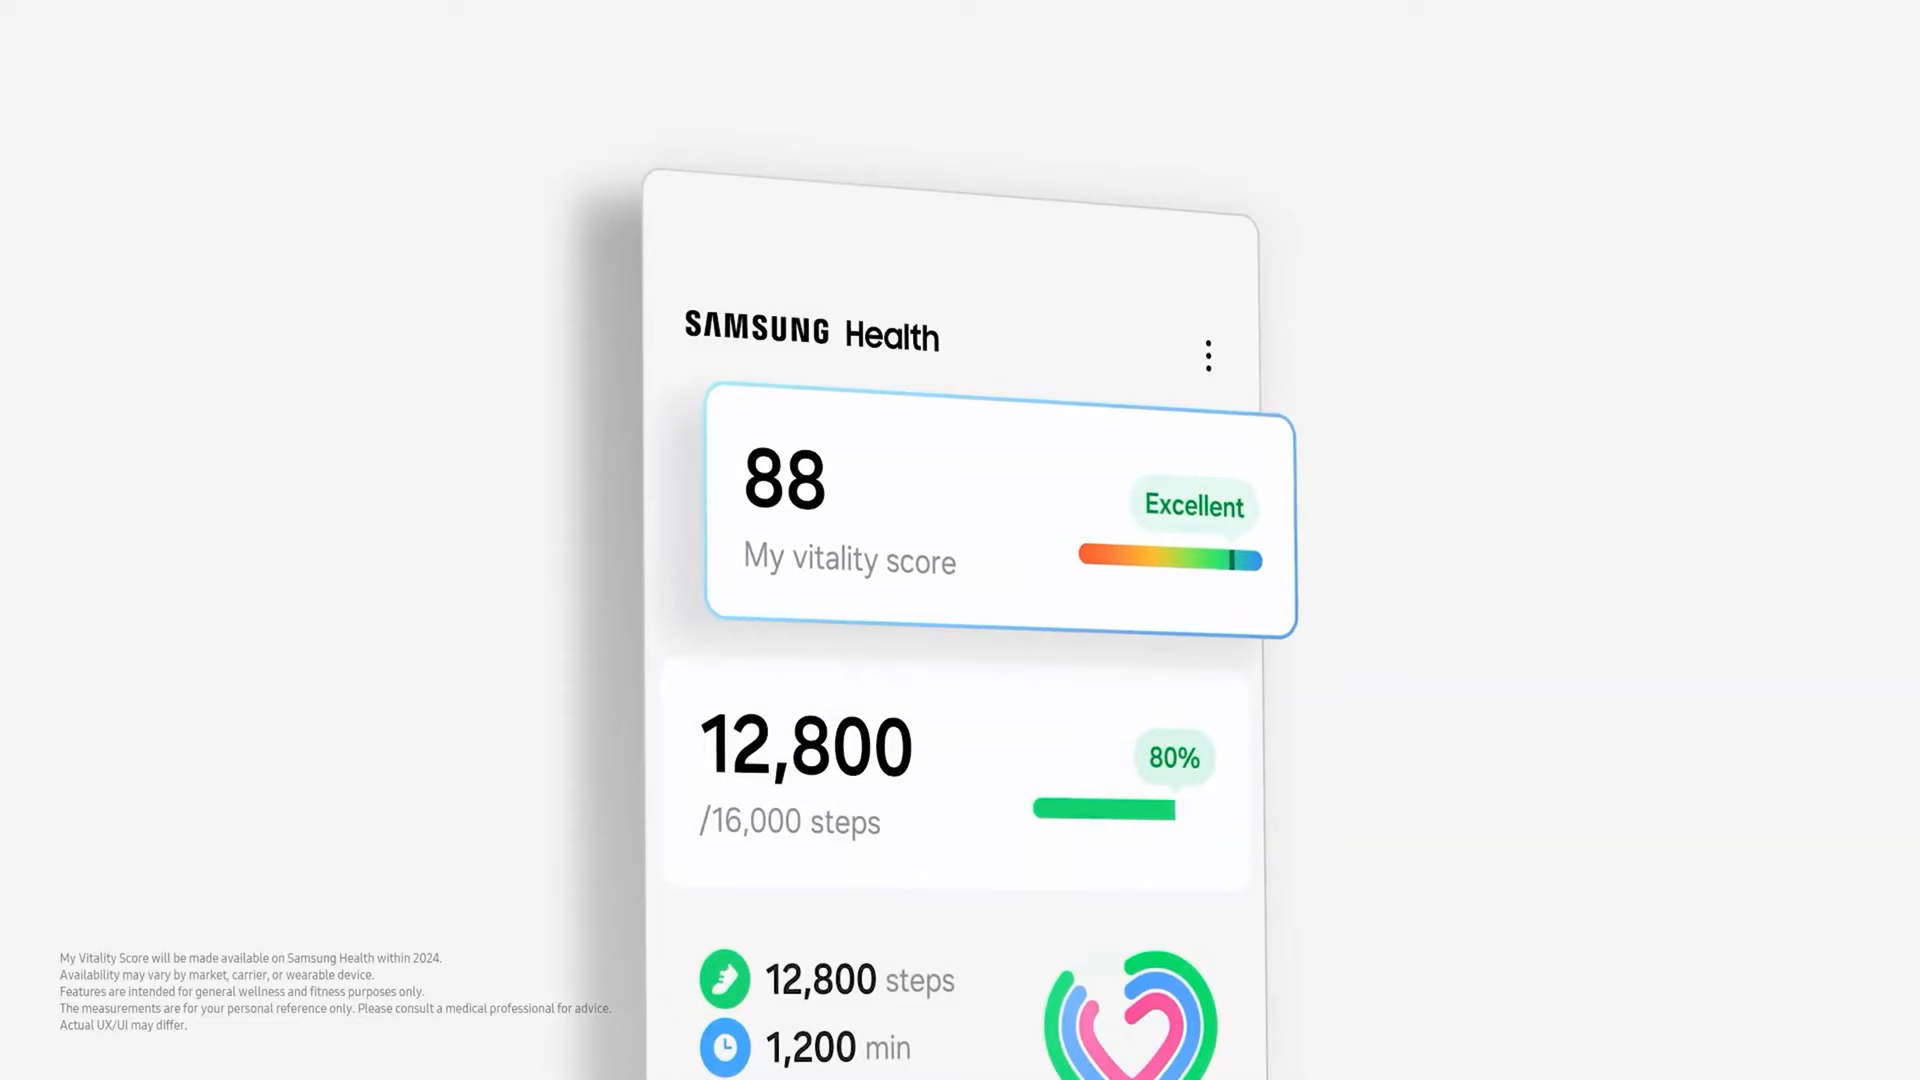 SAMSUNG Health
88
Excellent
My vitality score
12,800
80%
/16,000 steps
12,800 steps
1,200 min
My Vitality Score will be made available on Samsung Health within 2024.
Availability may vary by market, carrier, or wearable device.
Features are intended for general wellness and fitness purposes only.
The measurements are for your personal reference only. Please consult a medical professional for advice.
Actual UX/UI may differ.